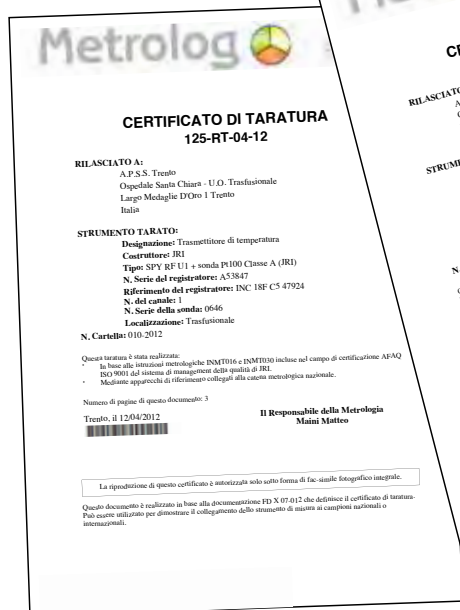 Metrolog
CERTIFICATO DI TARATURA
125-RT-04-12
RILASCIATO A:
A.P.S.S. Trento
Ospedale Santa Chiara - U.O. Trasfusionale
Largo Medaglie D'Oro 1 Trento
Italia
STRUMENTO TARATO:
Designazione: Trasmettitore di temperatura
Costruttore: JRI
Tipo: SPY RF U1 + sonda Pt100 Classe A (JRI)
N. Serie del registratore: A53847
Riferimento del registratore: INC 18F C5 47924
N. del canale: 1
N. Serie della sonda: 0646
Localizzazione: Trasfusionale
N. Cartella: 010-2012
Questa taratura è stata realizzata:
* In base alle istruzioni metrologiche INMT016 e INMT030 incluse nel campo di certificazione AFAQ
ISO 9001 del sistema di management della qualità di JRI.
* Mediante apparecchi di riferimento collegati alla catena metrologica nazionale.
Numero di pagine di questo documento: 3
Trento, il 12/04/2012
Il Responsabile della Metrologia
Maini Matteo
La riproduzione di questo certificato è autorizzata solo sotto forma di fac-simile fotografico integrale.
Questo documento è realizzato in base alla documentazione FD X 07-012 che definisce il certificato di taratura.
Può essere utilizzato per dimostrare il collegamento dello strumento di misura ai campioni nazionali o
internazionali.